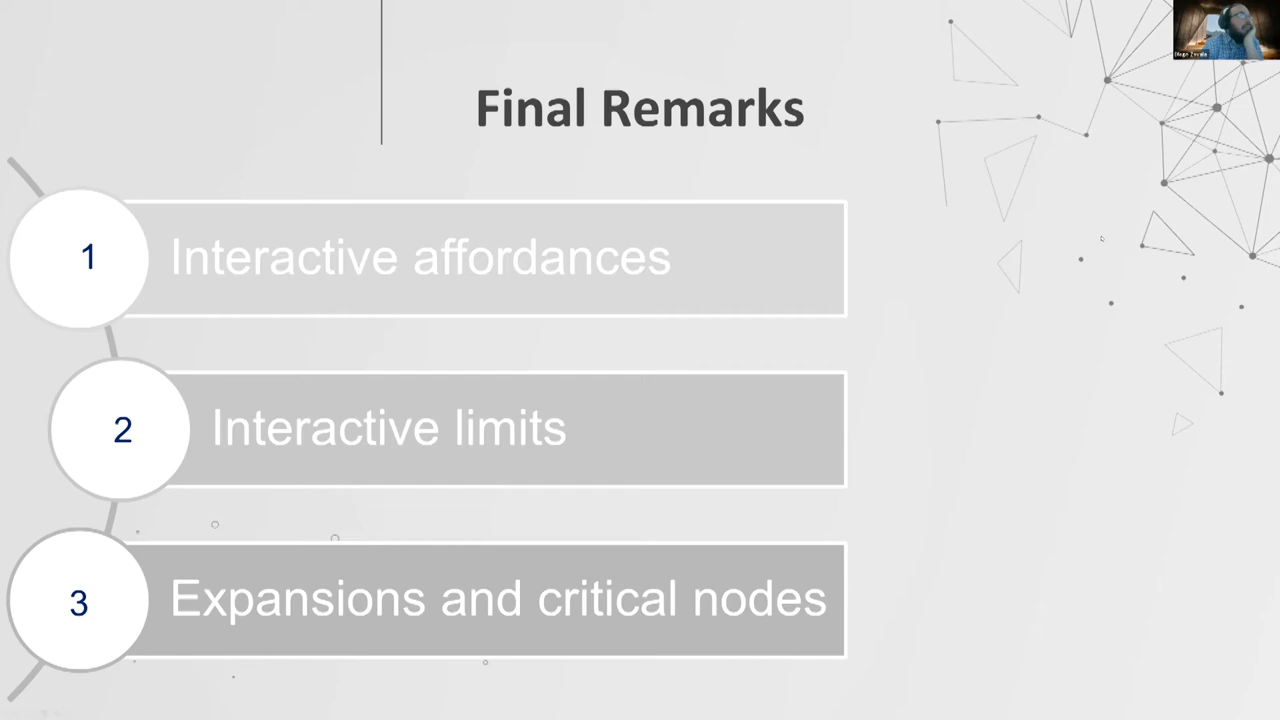 Final Remarks
1
Interactive affordances
2
Interactive limits
3
Expansions and critical nodes